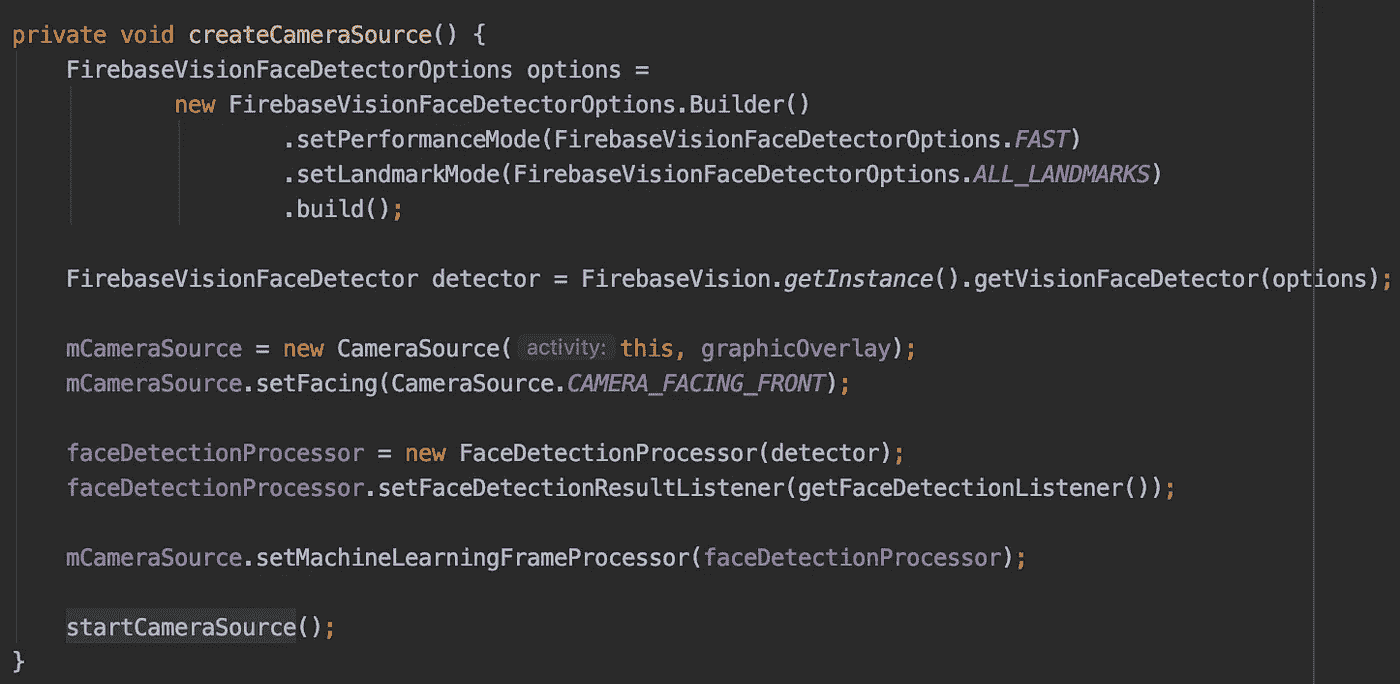 private void createCameraSource() {
    FirebaseVisionFaceDetectorOptions options =
            new FirebaseVisionFaceDetectorOptions.Builder()
                    .setPerformanceMode(FirebaseVisionFaceDetectorOptions.FAST)
                    .setLandmarkMode(FirebaseVisionFaceDetectorOptions.ALL_LANDMARKS)
                    .build();

    FirebaseVisionFaceDetector detector = FirebaseVision.getInstance().getVisionFaceDetector(options);

    mCameraSource = new CameraSource( activity: this, graphicOverlay);
    mCameraSource.setFacing(CameraSource.CAMERA_FACING_FRONT);

    faceDetectionProcessor = new FaceDetectionProcessor(detector);
    faceDetectionProcessor.setFaceDetectionResultListener(getFaceDetectionListener());

    mCameraSource.setMachineLearningFrameProcessor(faceDetectionProcessor);

    startCameraSource();
}